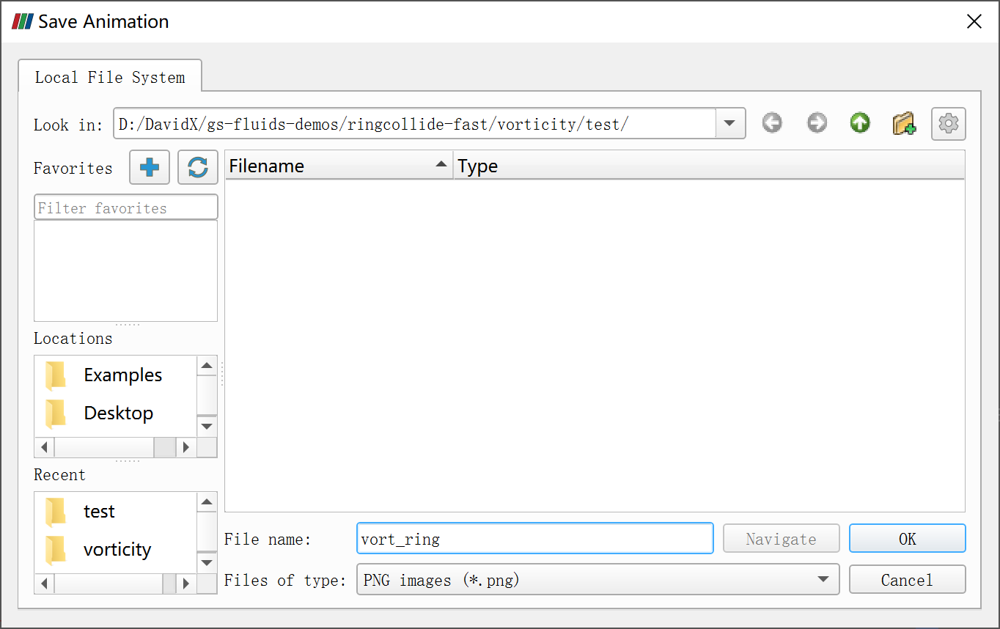 Save Animation
Local File System
Look in: D:/DavidX/gs-fluids-demos/ringcollide-fast/vorticity/test/
Favorites
Filename Type
Filter favorites
Locations
Examples
Desktop
Recent
test
vorticity
File name: vort_ring Navigate OK
Files of type: PNG images (*.png) Cancel